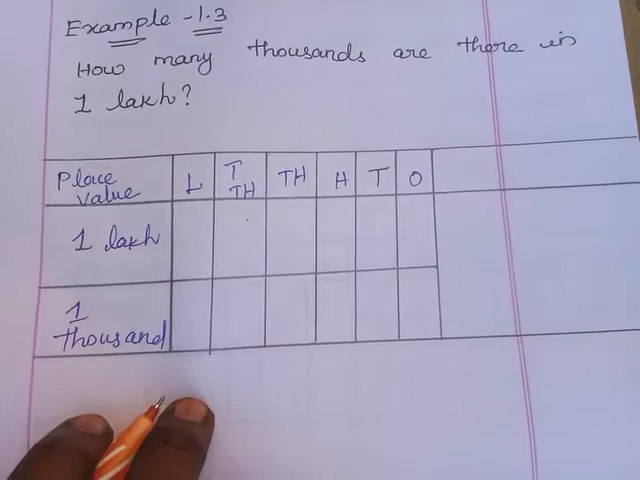 Example -1.3
How many thousands are there in
1 lakh?
Place value L T TH TH H T O
1 lakh
1 thousand